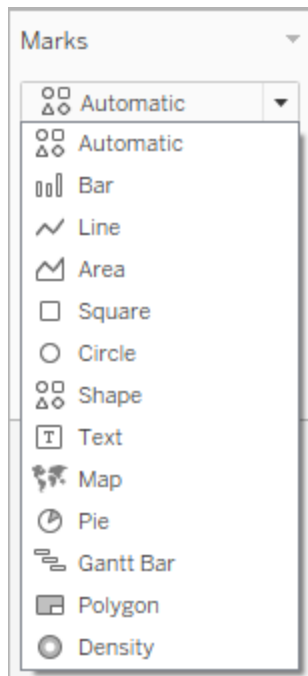 Marks
Automatic
Automatic
Bar
Line
Area
Square
Circle
Shape
T Text
Map
Pie
Gantt Bar
Polygon
Density